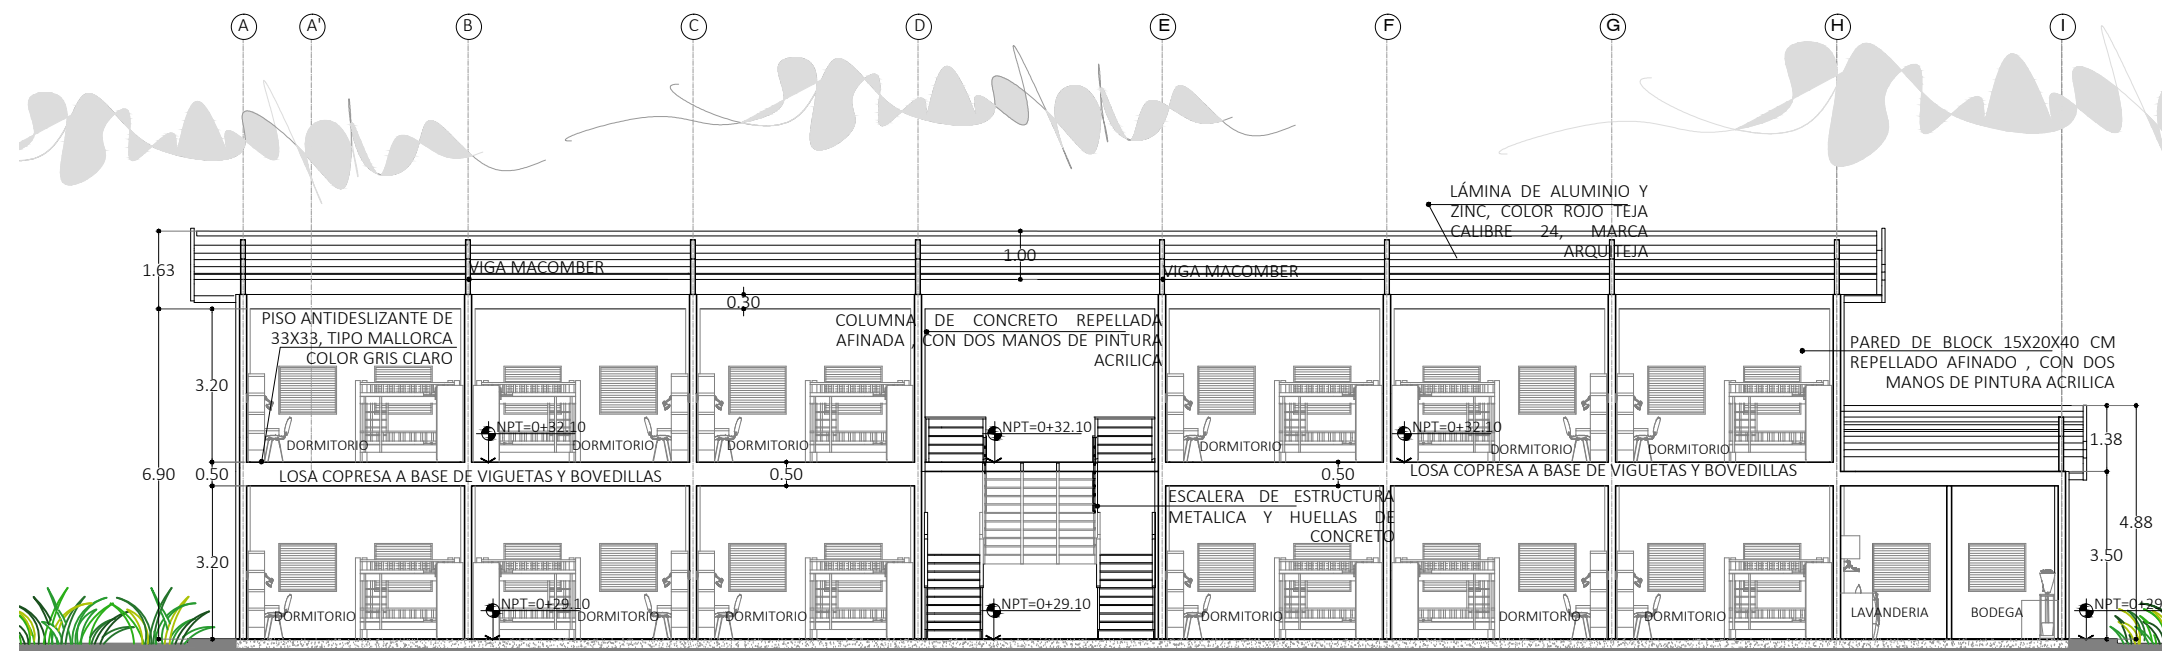 A A' B C D E F G H I
LÁMINA DE ALUMINIO Y
ZINC, COLOR ROJO TEJA
CALIBRE 24, MARCA
ARQUITEJA
1.63
VIGA MACOMBER
1.00
VIGA MACOMBER
0.30
PISO ANTIDESLIZANTE DE
33X33, TIPO MALLORCA
COLOR GRIS CLARO
COLUMNA DE CONCRETO REPELLADA
AFINADA , CON DOS MANOS DE PINTURA
ACRILICA
PARED DE BLOCK 15X20X40 CM
REPELLADO AFINADO , CON DOS
MANOS DE PINTURA ACRILICA
3.20
NPT=0+32.10
NPT=0+32.10
NPT=0+32.10
1.38
DORMITORIO
DORMITORIO
DORMITORIO
DORMITORIO
DORMITORIO
DORMITORIO
6.90
0.50
LOSA COPRESA A BASE DE VIGUETAS Y BOVEDILLAS
0.50
0.50
LOSA COPRESA A BASE DE VIGUETAS Y BOVEDILLAS
ESCALERA DE ESTRUCTURA
METALICA Y HUELLAS DE
CONCRETO
4.88
3.50
3.20
NPT=0+29.10
NPT=0+29.10
NPT=0+29
DORMITORIO
DORMITORIO
DORMITORIO
DORMITORIO
DORMITORIO
DORMITORIO
LAVANDERIA
BODEGA